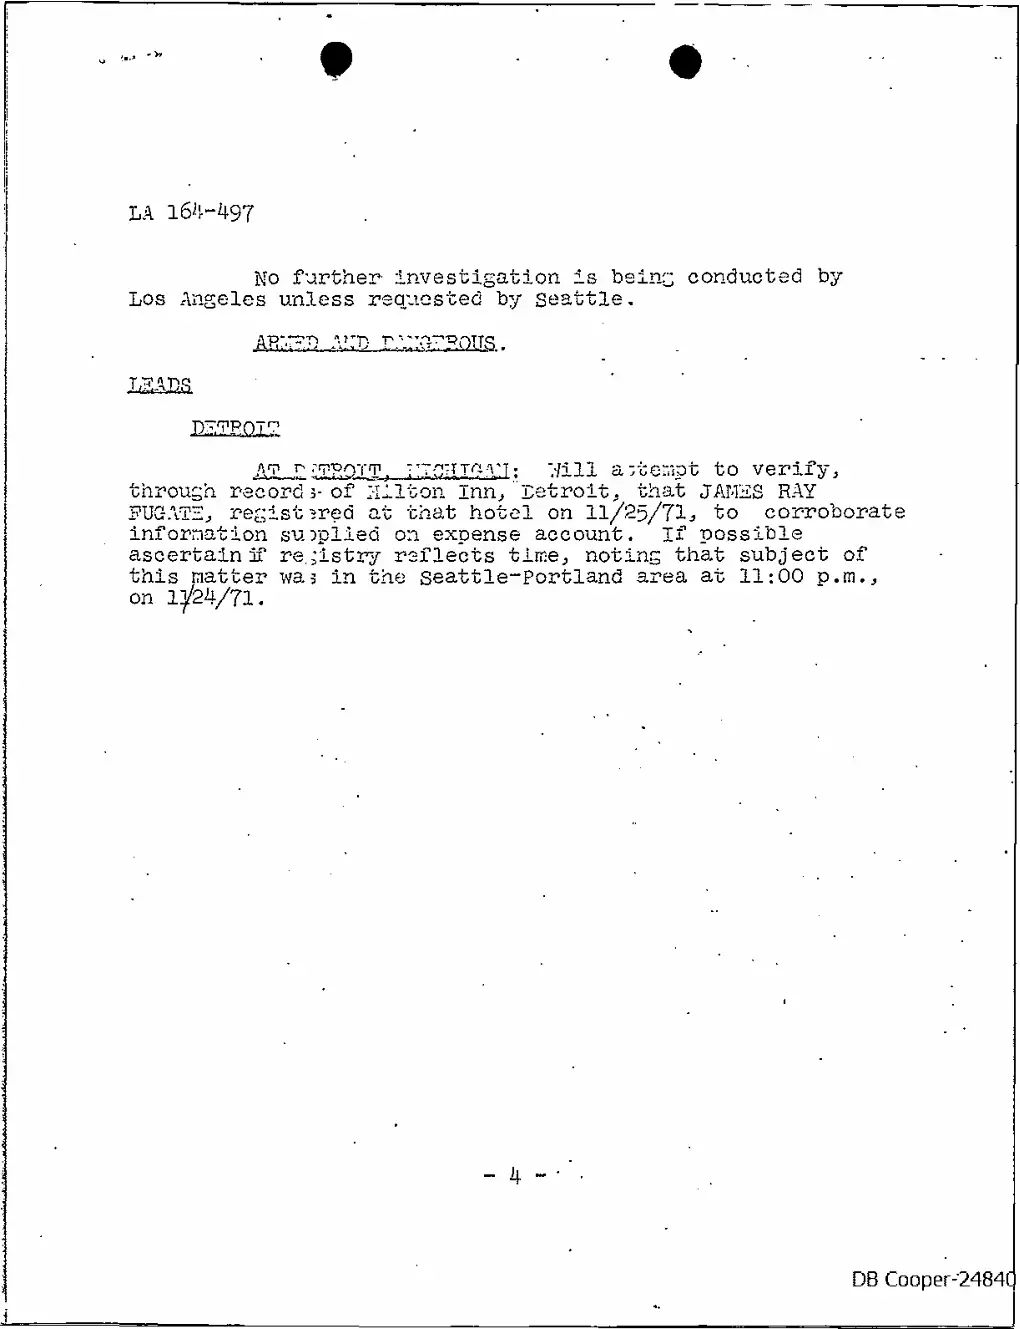 LA 164-497
No further investigation is being conducted by
Los Angeles unless requested by Seattle.
ARMED AND DANGEROUS.
LEADS
DETROIT
AT DETROIT, MICHIGAN: Will attempt to verify,
through records of Hilton Inn, Detroit, that JAMES RAY
FUGATE, registered at that hotel on 11/25/71, to corroborate
information supplied on expense account. If possible
ascertain if registry reflects time, noting that subject of
this matter was in the Seattle-Portland area at 11:00 p.m.,
on 11/24/71.
- 4 -
DB Cooper-24840